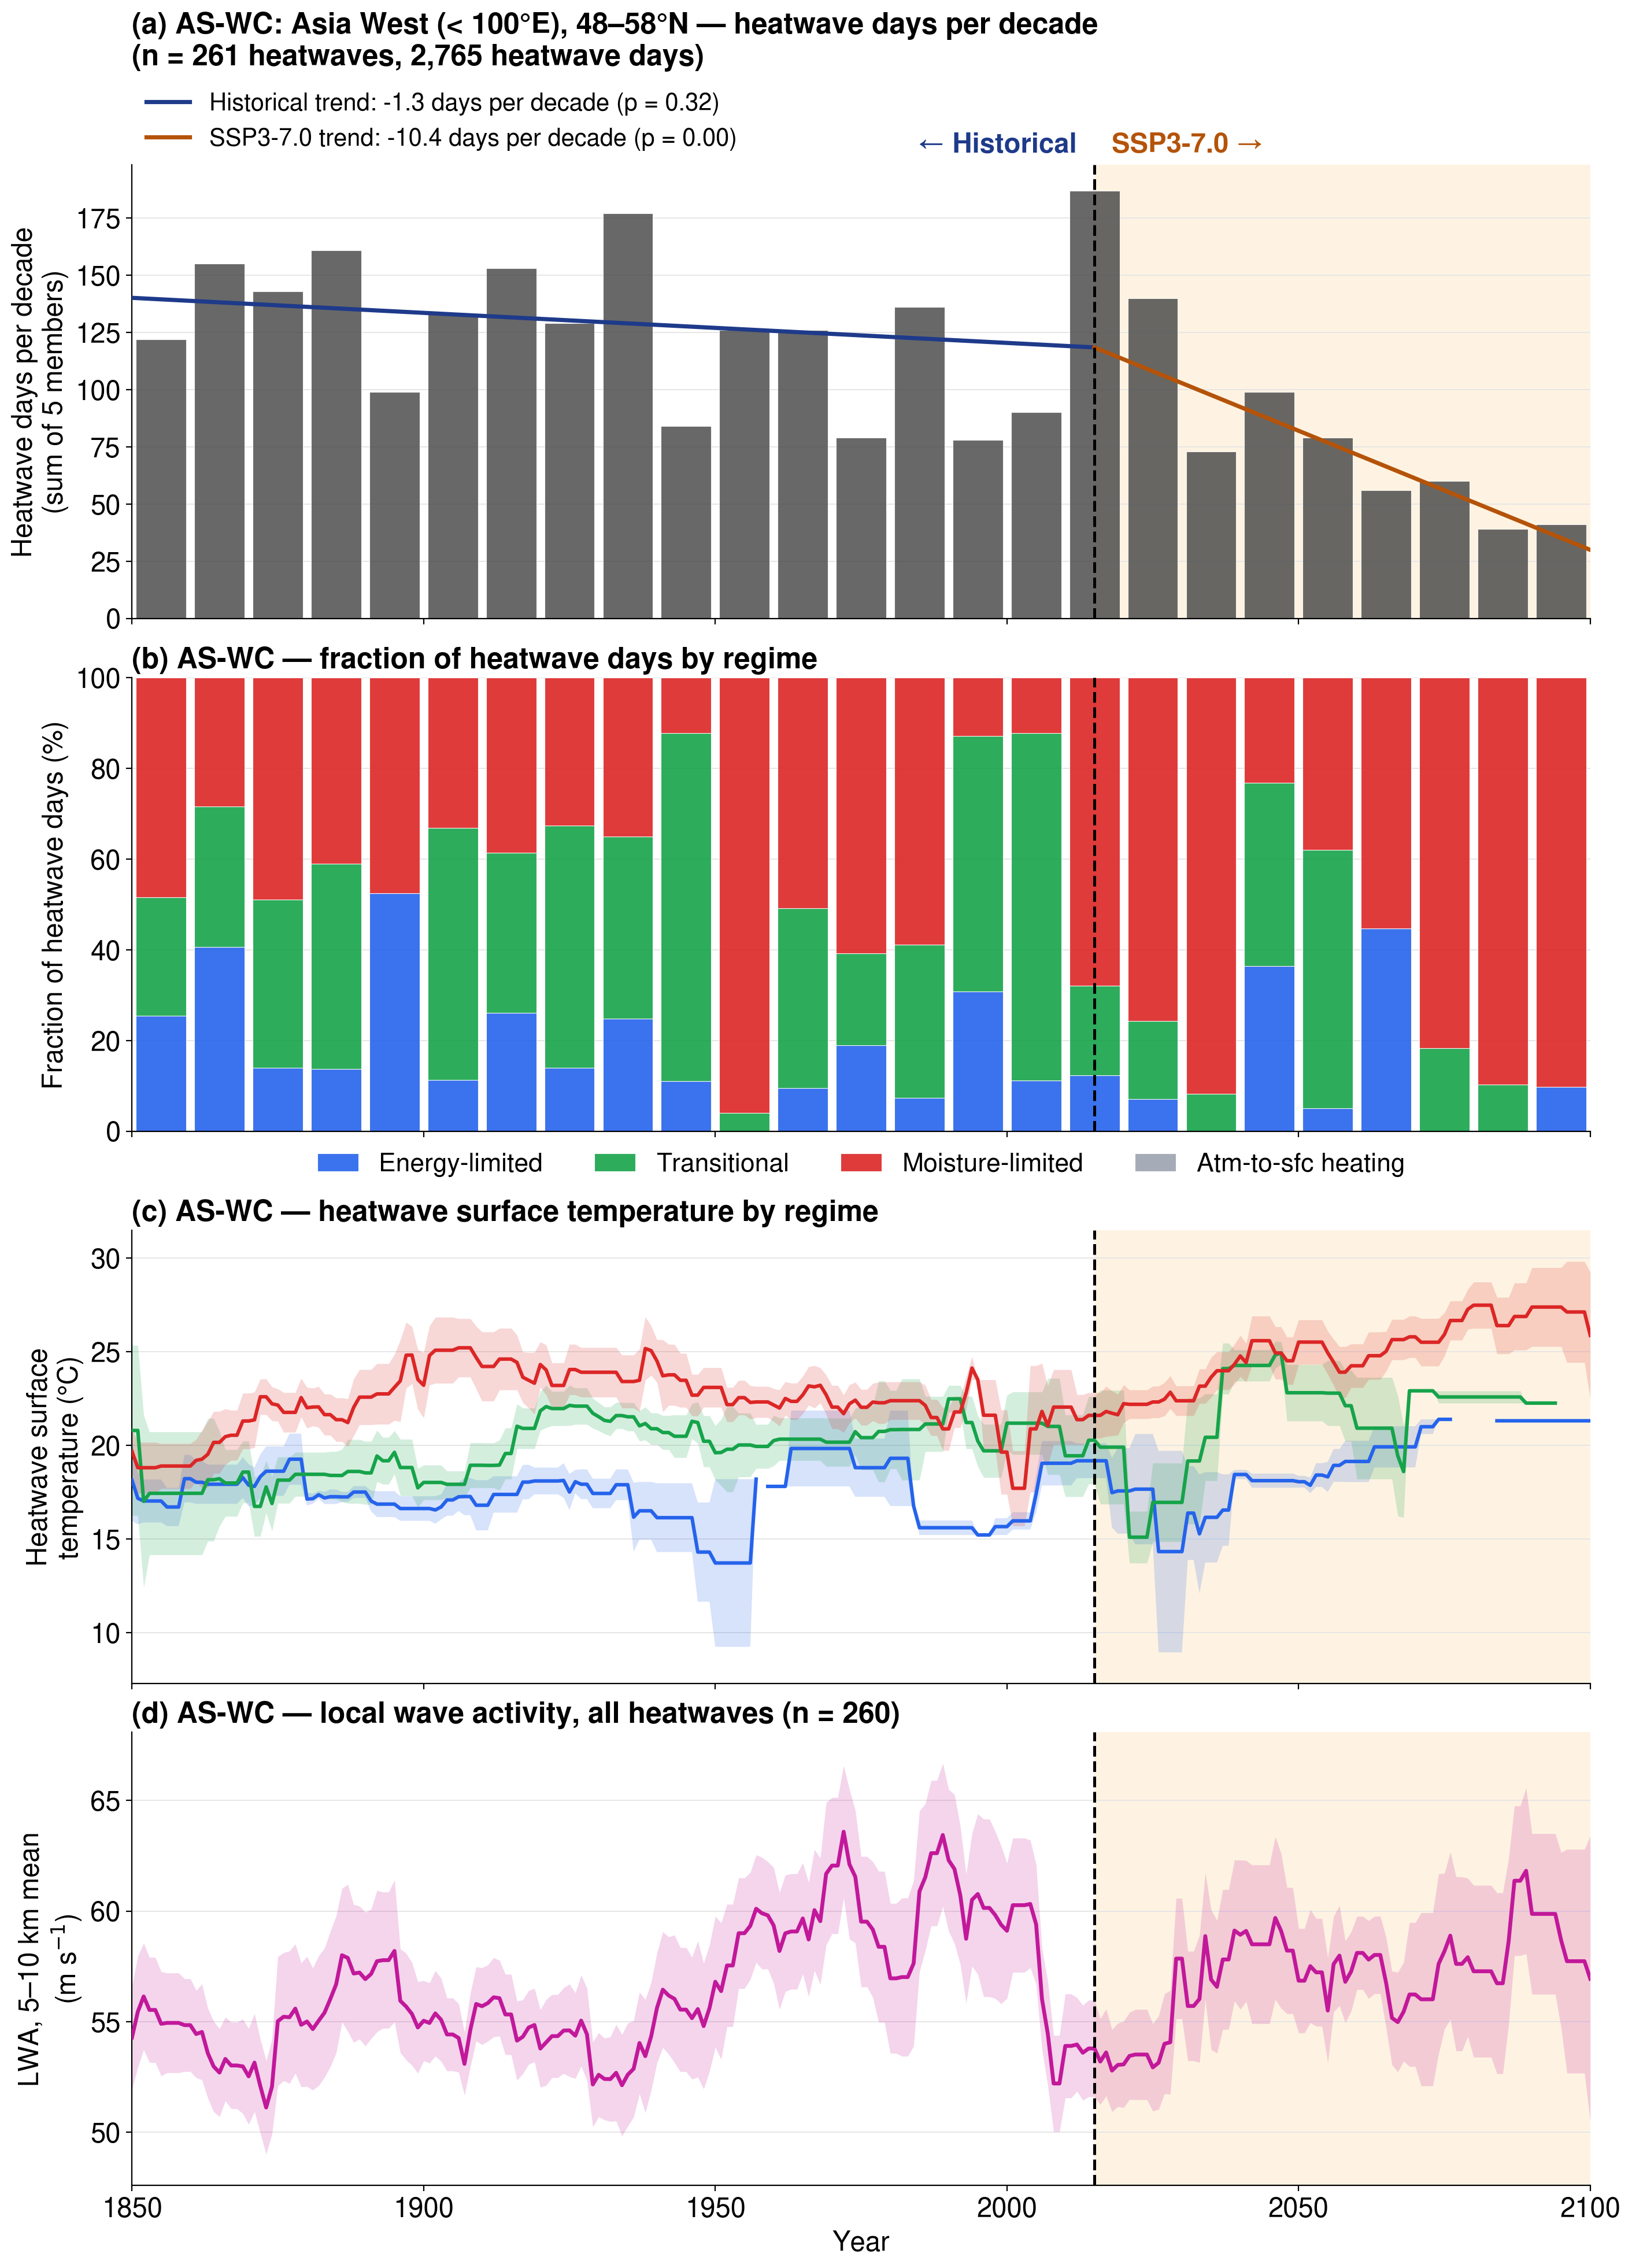 (a) AS-WC: Asia West (< 100°E), 48–58°N — heatwave days per decade
(n = 261 heatwaves, 2,765 heatwave days)
Historical trend: -1.3 days per decade (p = 0.32)
SSP3-7.0 trend: -10.4 days per decade (p = 0.00)
← Historical
SSP3-7.0 →
Heatwave days per decade
(sum of 5 members)
175
150
125
100
75
50
25
0
(b) AS-WC — fraction of heatwave days by regime
Fraction of heatwave days (%)
100
80
60
40
20
0
Energy-limited
Transitional
Moisture-limited
Atm-to-sfc heating
(c) AS-WC — heatwave surface temperature by regime
Heatwave surface
temperature (°C)
30
25
20
15
10
(d) AS-WC — local wave activity, all heatwaves (n = 260)
LWA, 5–10 km mean
(m s⁻¹)
65
60
55
50
1850
1900
1950
2000
2050
2100
Year